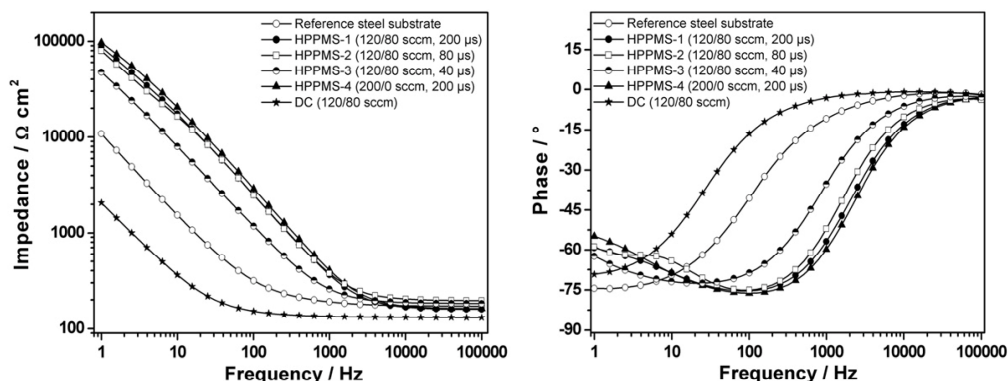 Impedance / Ω cm²
100000
10000
1000
100
Reference steel substrate
HPPMS-1 (120/80 sccm, 200 µs)
HPPMS-2 (120/80 sccm, 80 µs)
HPPMS-3 (120/80 sccm, 40 µs)
HPPMS-4 (200/0 sccm, 200 µs)
DC (120/80 sccm)
1 10 100 1000 10000 100000
Frequency / Hz
Phase / °
15
0
-15
-30
-45
-60
-75
-90
Reference steel substrate
HPPMS-1 (120/80 sccm, 200 µs)
HPPMS-2 (120/80 sccm, 80 µs)
HPPMS-3 (120/80 sccm, 40 µs)
HPPMS-4 (200/0 sccm, 200 µs)
DC (120/80 sccm)
1 10 100 1000 10000 100000
Frequency / Hz